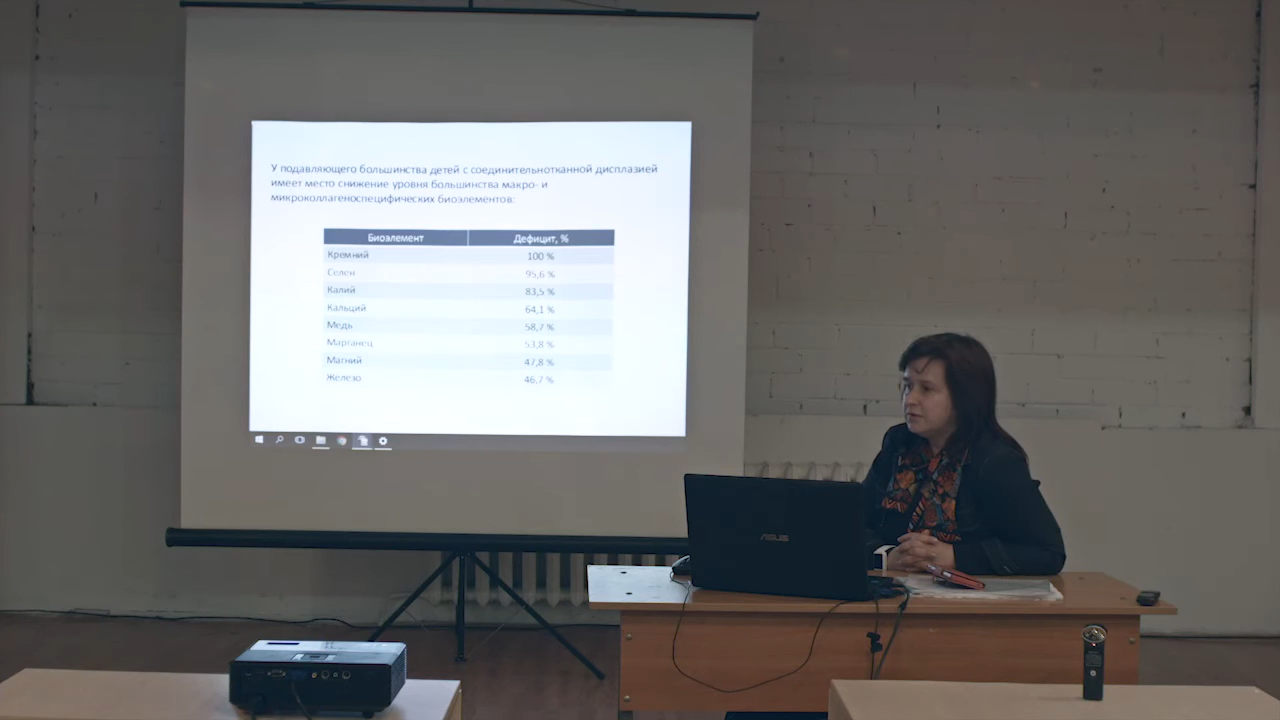 У подавляющего большинства детей с соединительнотканной дисплазией
имеет место снижение уровня большинства макро- и
микроколлагеноспецифических биоэлементов:
Биоэлемент Дефицит, %
Кремний 100 %
Селен 95,6 %
Калий 83,5 %
Кальций 64,1 %
Медь 58,7 %
Марганец 53,8 %
Магний 47,8 %
Железо 46,7 %
ASUS